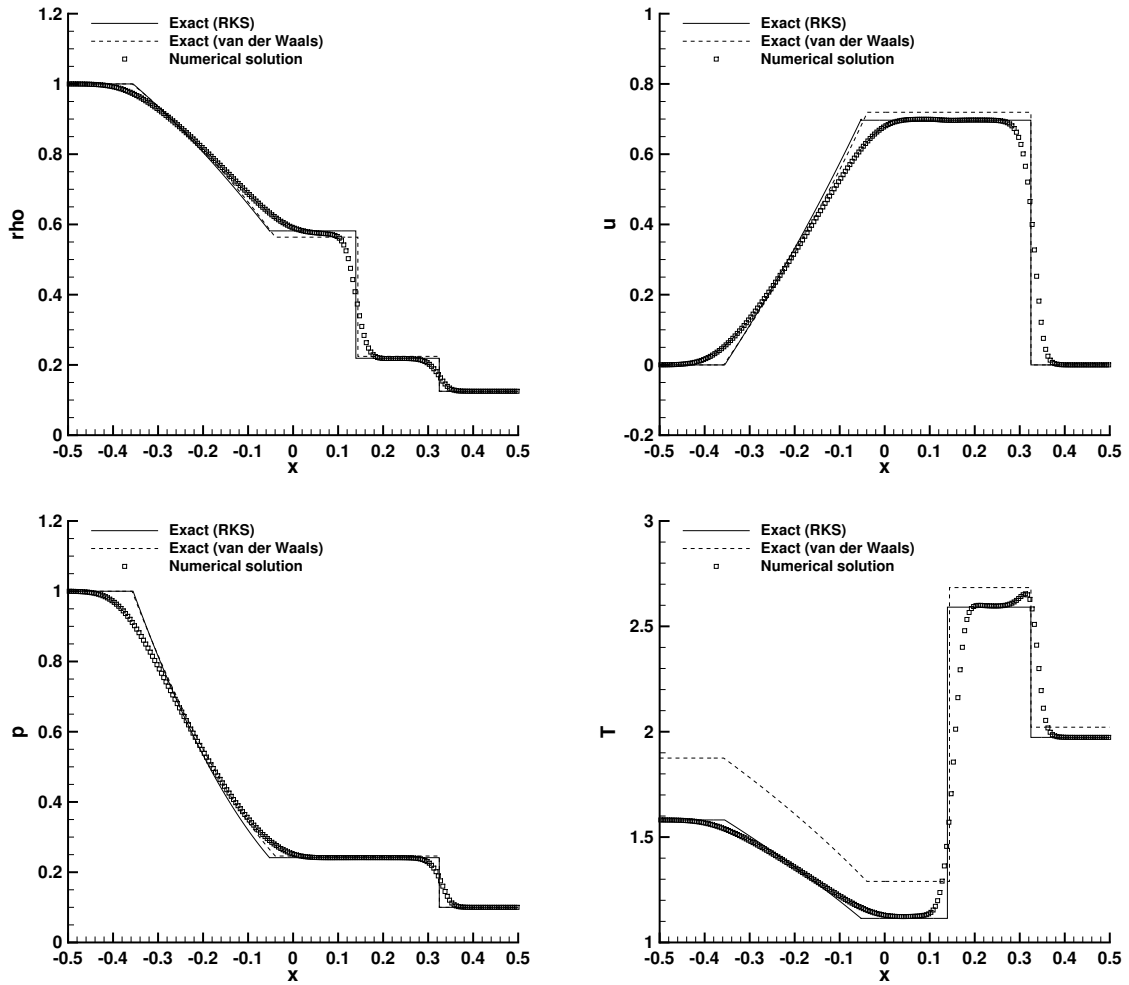 1.2
1
0.8
0.6
0.4
0.2
0
rho
Exact (RKS)
Exact (van der Waals)
Numerical solution
-0.5 -0.4 -0.3 -0.2 -0.1 0 0.1 0.2 0.3 0.4 0.5
x
1
0.8
0.6
0.4
0.2
0
-0.2
u
Exact (RKS)
Exact (van der Waals)
Numerical solution
-0.5 -0.4 -0.3 -0.2 -0.1 0 0.1 0.2 0.3 0.4 0.5
x
1.2
1
0.8
0.6
0.4
0.2
0
p
Exact (RKS)
Exact (van der Waals)
Numerical solution
-0.5 -0.4 -0.3 -0.2 -0.1 0 0.1 0.2 0.3 0.4 0.5
x
3
2.5
2
1.5
1
T
Exact (RKS)
Exact (van der Waals)
Numerical solution
-0.5 -0.4 -0.3 -0.2 -0.1 0 0.1 0.2 0.3 0.4 0.5
x